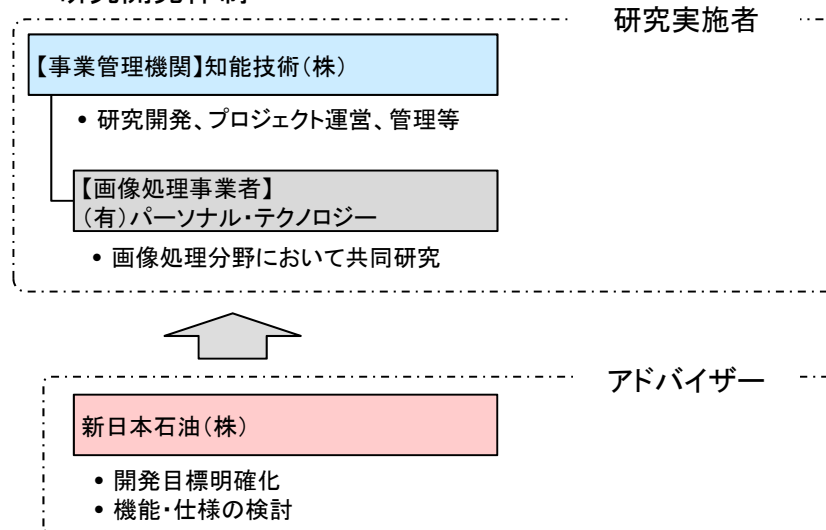 研究実施者
【事業管理機関】知能技術(株)
• 研究開発、プロジェクト運営、管理等
【画像処理事業者】
(有)パーソナル・テクノロジー
• 画像処理分野において共同研究
アドバイザー
新日本石油(株)
• 開発目標明確化
• 機能・仕様の検討